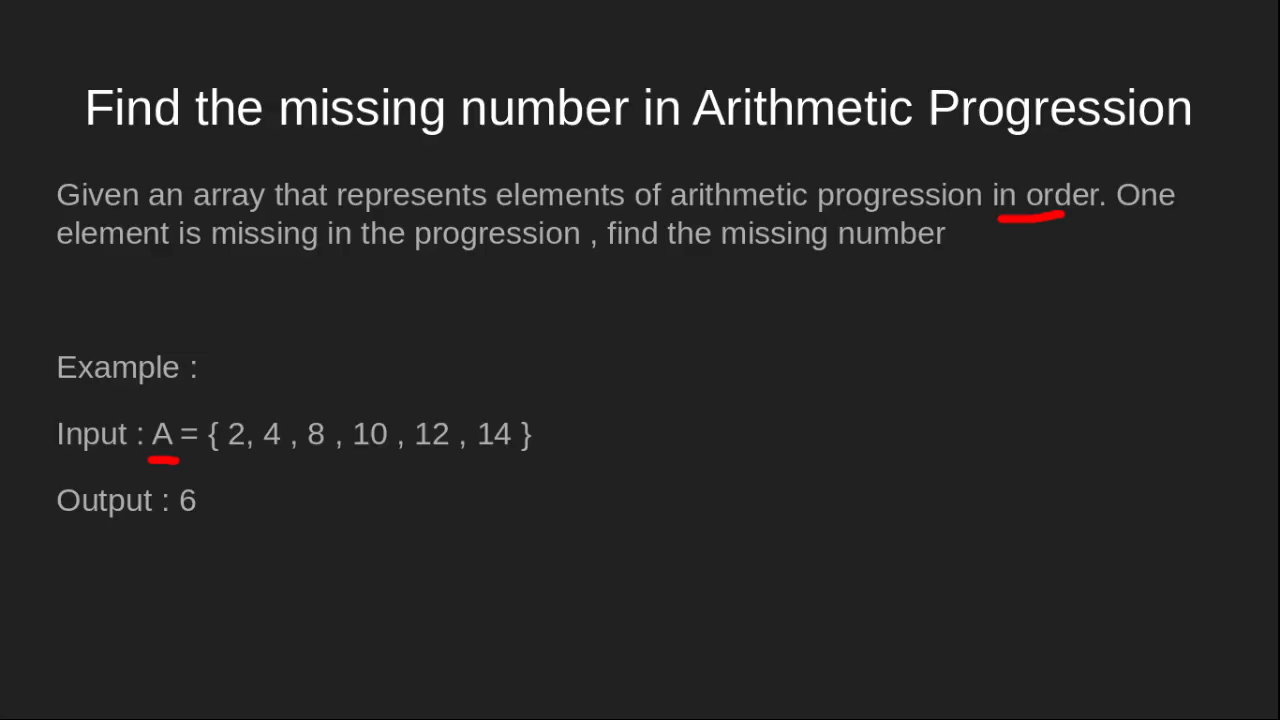 Find the missing number in Arithmetic Progression
Given an array that represents elements of arithmetic progression in order. One
element is missing in the progression , find the missing number
Example :
Input : A = { 2, 4 , 8 , 10 , 12 , 14 }
Output : 6